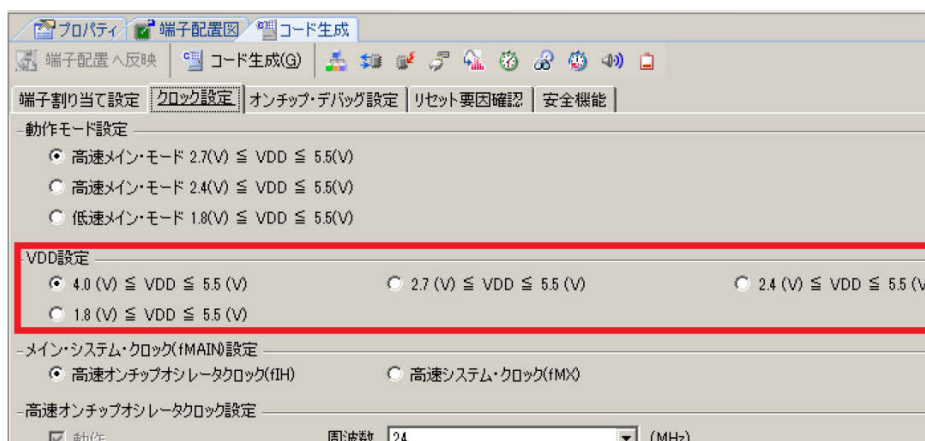 プロパティ 端子配置図 コード生成
端子配置へ反映 コード生成(G)
端子割り当て設定 クロック設定 オンチップ・デバッグ設定 リセット要因確認 安全機能
動作モード設定
高速メイン・モード 2.7(V) ≦ VDD ≦ 5.5(V)
高速メイン・モード 2.4(V) ≦ VDD ≦ 5.5(V)
低速メイン・モード 1.8(V) ≦ VDD ≦ 5.5(V)
VDD設定
4.0 (V) ≦ VDD ≦ 5.5 (V) 2.7 (V) ≦ VDD ≦ 5.5 (V) 2.4 (V) ≦ VDD ≦ 5.5 (V
1.8 (V) ≦ VDD ≦ 5.5 (V)
メイン・システム・クロック(fMAIN)設定
高速オンチップオシレータクロック(fIH) 高速システム・クロック(fMX)
高速オンチップオシレータクロック設定
動作 周波数 24 (MHz)